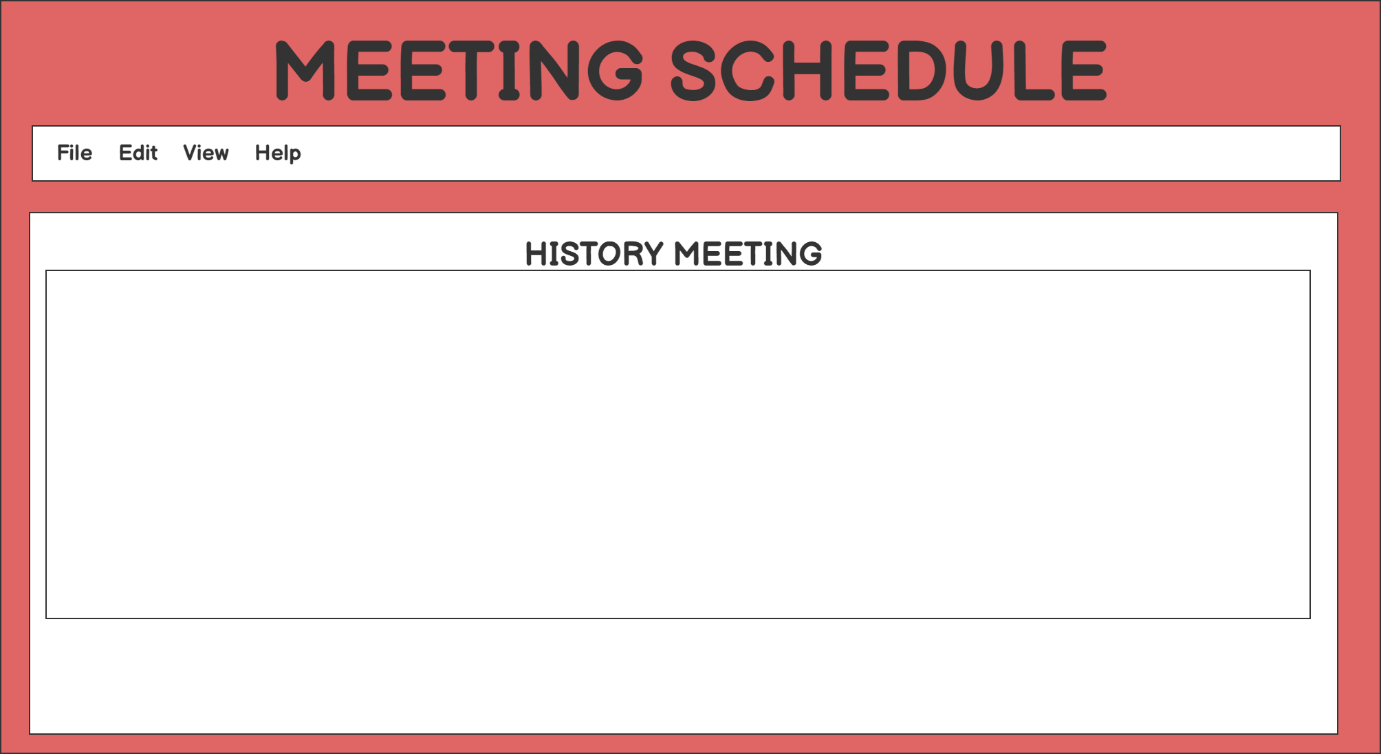 MEETING SCHEDULE
File Edit View Help
HISTORY MEETING